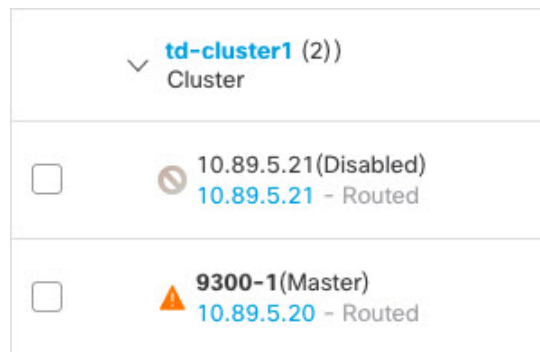 td-cluster1 (2))
Cluster
10.89.5.21(Disabled)
10.89.5.21 - Routed
9300-1(Master)
10.89.5.20 - Routed